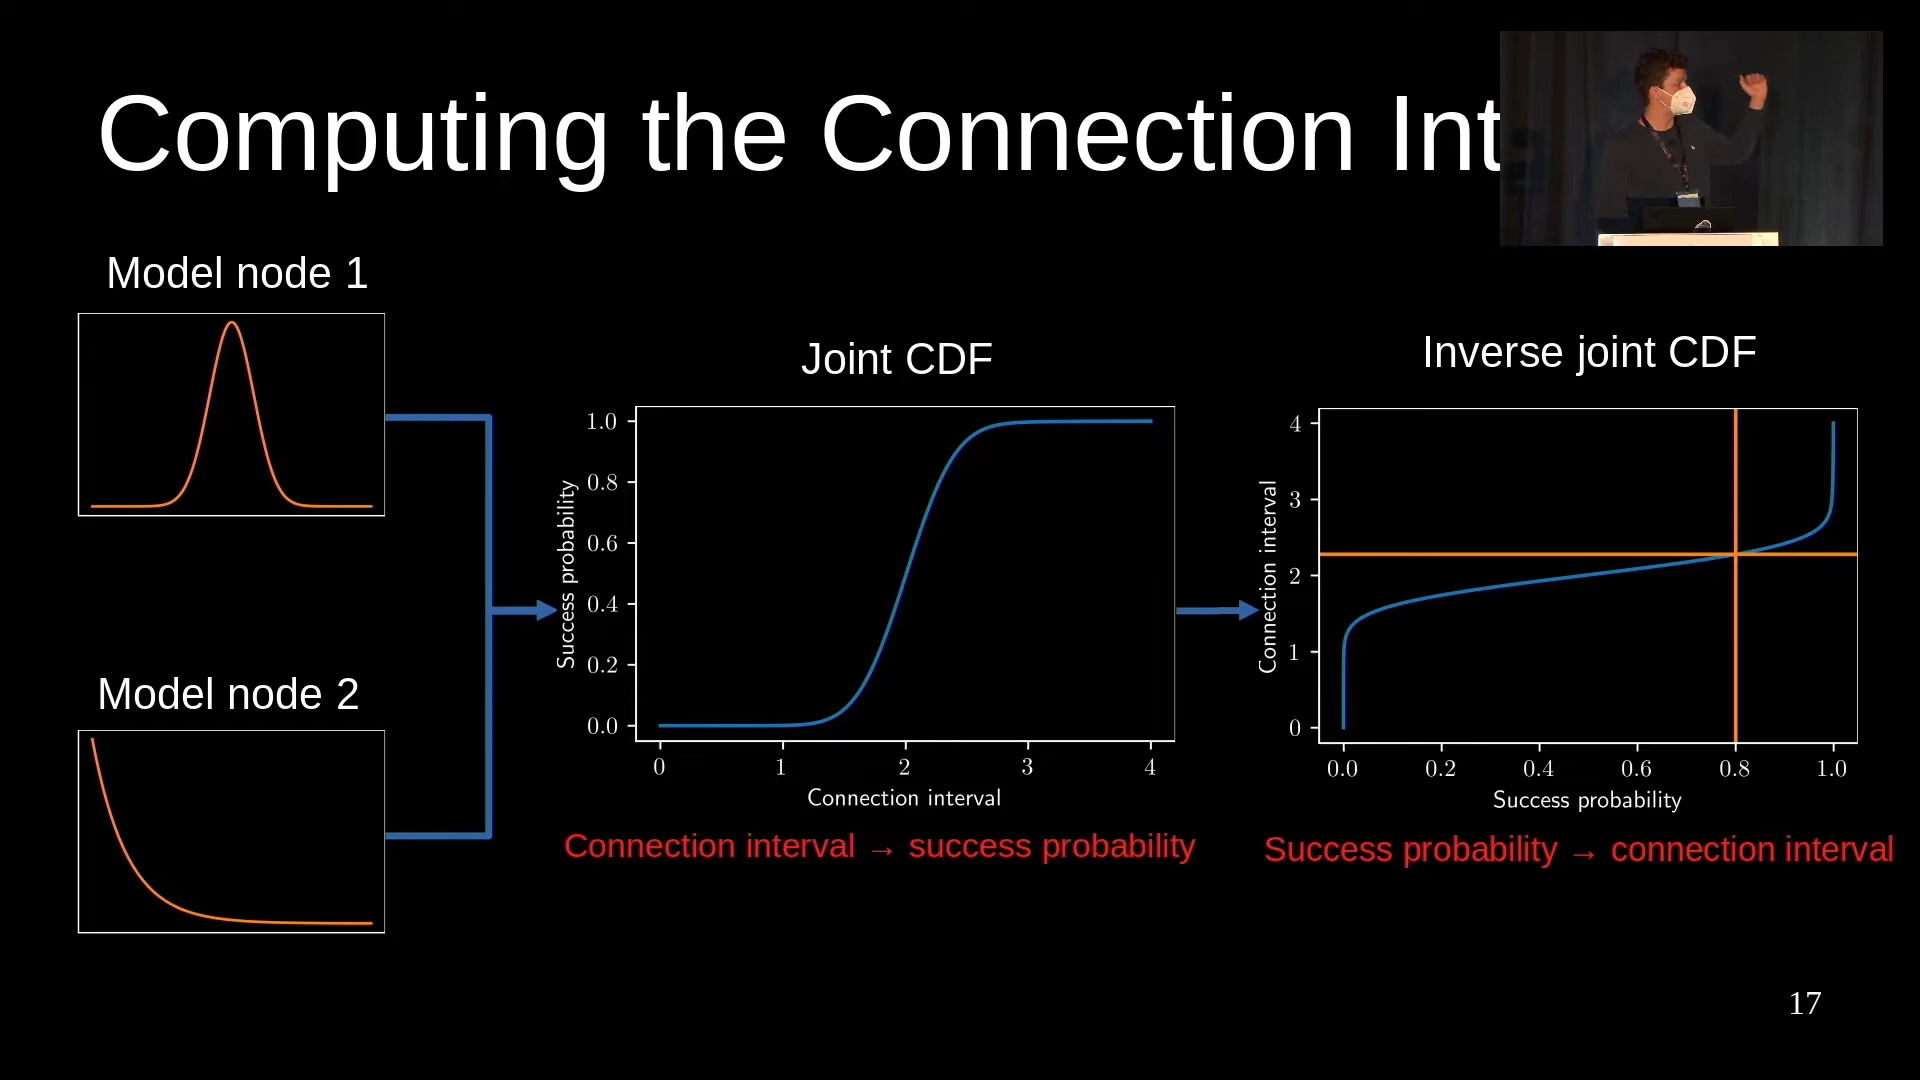 Computing the Connection Int
Model node 1
Model node 2
Joint CDF
1.0
0.8
0.6
0.4
0.2
0.0
Success probability
0
1
2
3
4
Connection interval
Connection interval → success probability
Inverse joint CDF
4
3
2
1
0
Connection interval
0.0
0.2
0.4
0.6
0.8
1.0
Success probability
Success probability → connection interval
17